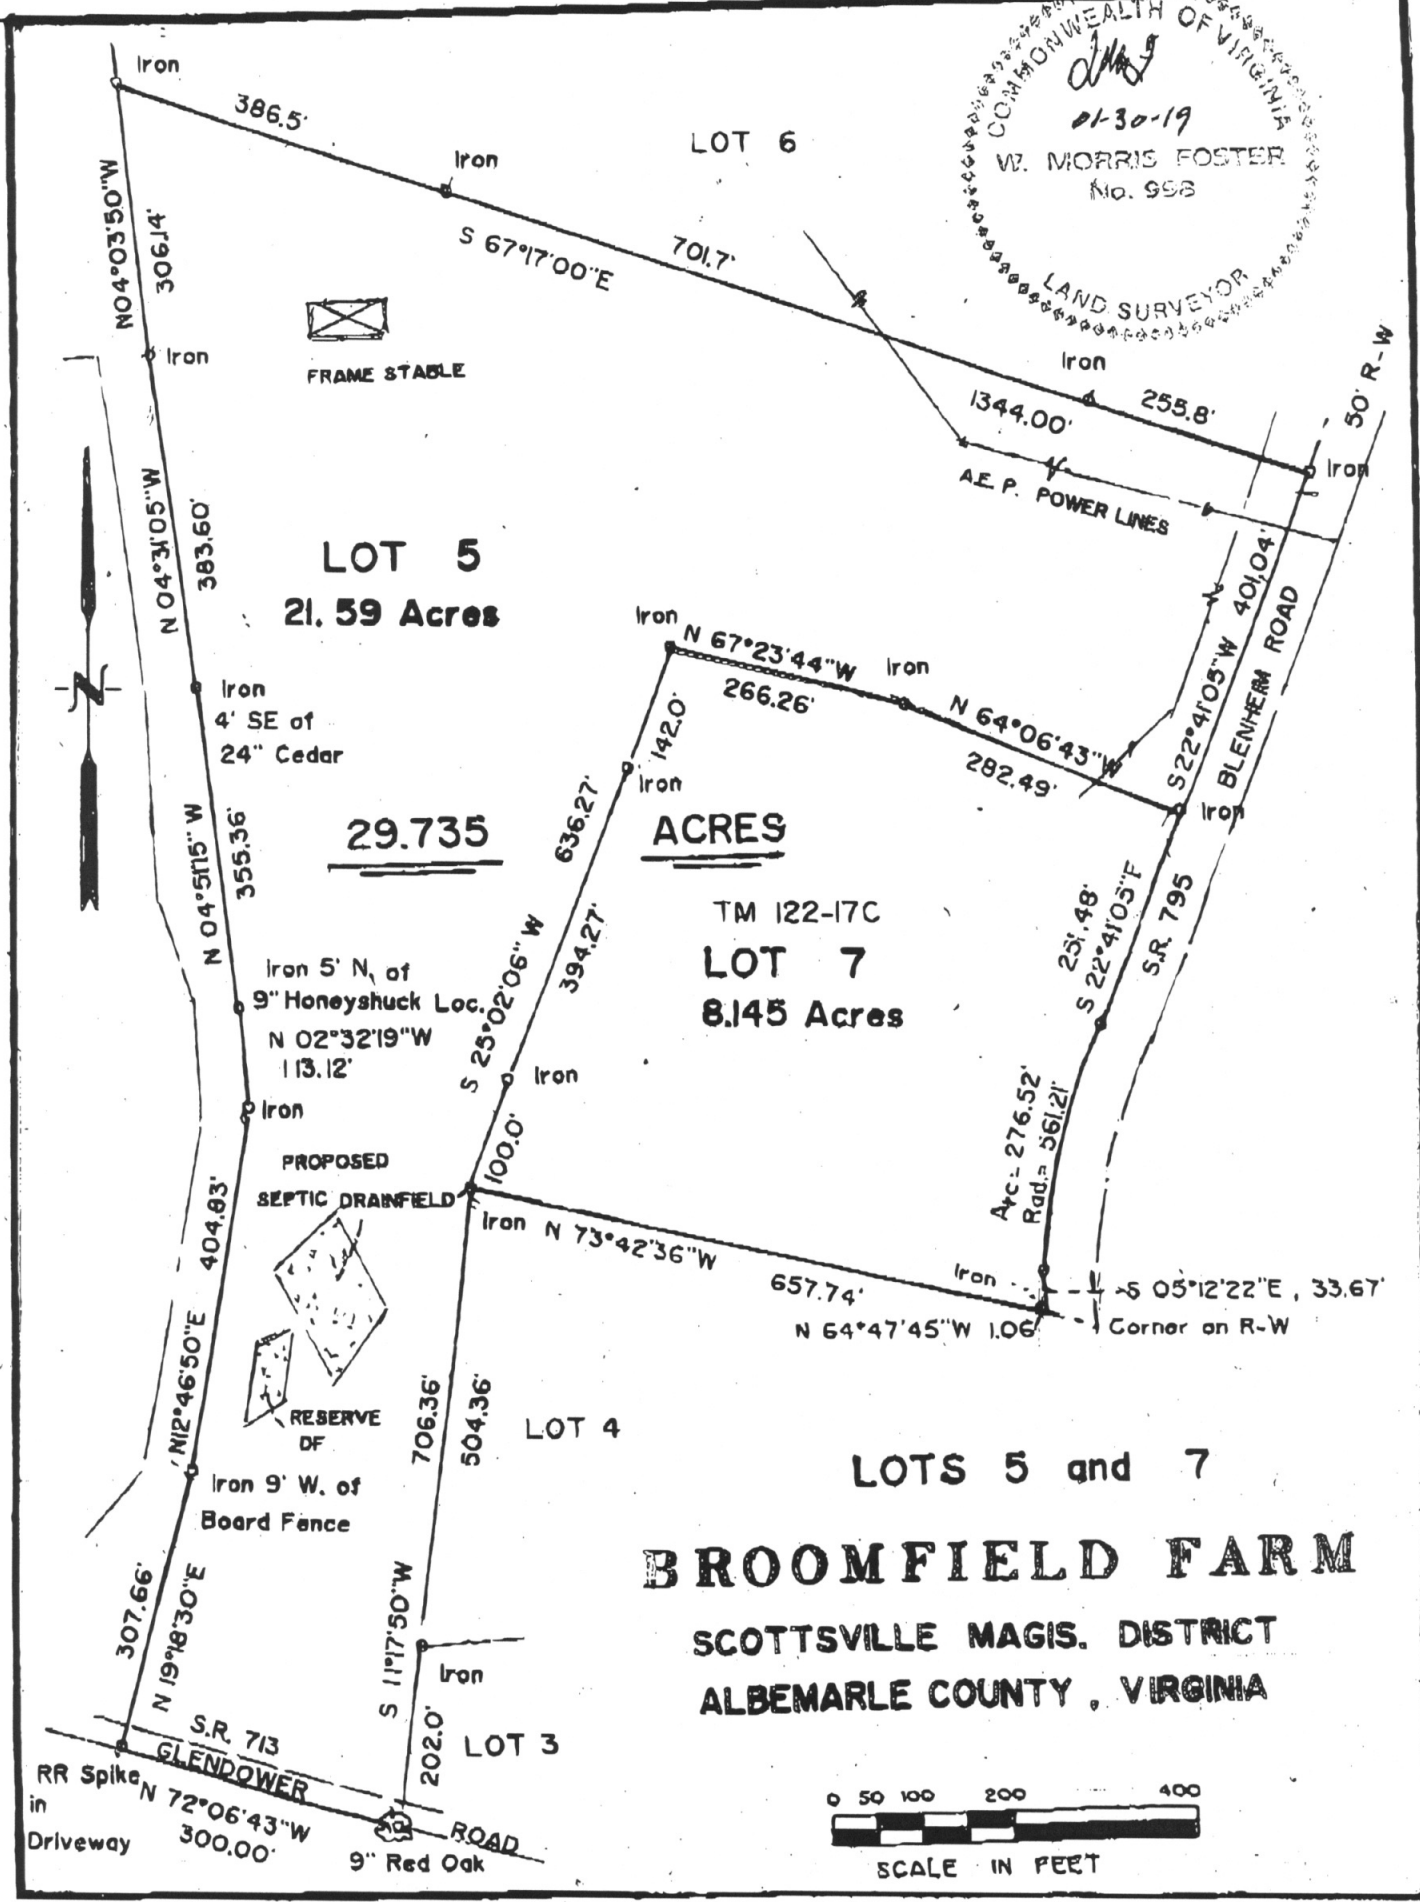 COMMONWEALTH OF VIRGINIA
01-30-19
W. MORRIS FOSTER
No. 998
LAND SURVEYOR
Iron
386.5'
Iron
LOT 6
N04°03'50"W
306.14'
S 67°17'00"E
701.7'
Iron
FRAME STABLE
Iron
1344.00'
255.8'
50' R-W
Iron
A.E.P. POWER LINES
N 04°31'05"W
383.60'
LOT 5
21.59 Acres
S 22°41'05"W 401.04'
BLENHEIM ROAD
Iron
N 67°23'44"W
266.26'
Iron
N 64°06'43"W
282.49'
Iron
Iron
4' SE of
24" Cedar
142.0'
Iron
636.27'
N 04°51'15" W
355.36'
29.735 ACRES
TM 122-17C
LOT 7
8.145 Acres
251.48'
S 22°41'05"
S.R. 795
S 25°02'06" W
394.27'
Iron 5' N. of
9" Honeyshuck Loc.
N 02°32'19"W
113.12'
Iron
Iron
100.0'
Arc = 276.52'
Rad. = 561.21'
PROPOSED
SEPTIC DRAINFIELD
404.83'
N12°46'50"E
Iron
N 73°42'36"W
657.74'
Iron
S 05°12'22"E, 33.67'
N 64°47'45"W 1.06'
Corner on R-W
RESERVE
DF
706.36'
504.36'
LOT 4
Iron 9' W. of
Board Fence
LOTS 5 and 7
BROOMFIELD FARM
SCOTTSVILLE MAGIS. DISTRICT
ALBEMARLE COUNTY, VIRGINIA
307.66'
N 19°18'30"E
S 11°17'50"W
Iron
202.0'
LOT 3
S.R. 713
GLENDOWER ROAD
RR Spike
in
Driveway
N 72°06'43"W
300.00'
9" Red Oak
0 50 100 200 400
SCALE IN FEET